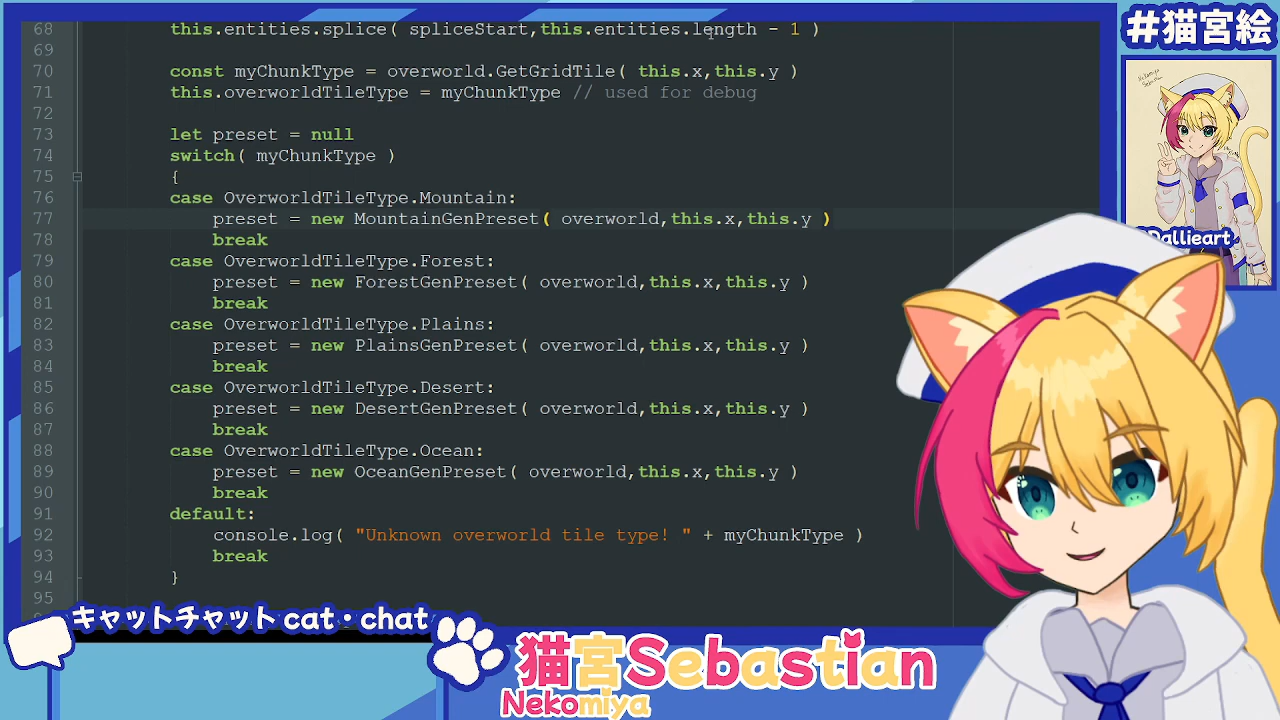 68 this.entities.splice( spliceStart,this.entities.length - 1 )
69
70 const myChunkType = overworld.GetGridTile( this.x,this.y )
71 this.overworldTileType = myChunkType // used for debug
72
73 let preset = null
74 switch( myChunkType )
75 {
76 case OverworldTileType.Mountain:
77 preset = new MountainGenPreset( overworld,this.x,this.y )
78 break
79 case OverworldTileType.Forest:
80 preset = new ForestGenPreset( overworld,this.x,this.y )
81 break
82 case OverworldTileType.Plains:
83 preset = new PlainsGenPreset( overworld,this.x,this.y )
84 break
85 case OverworldTileType.Desert:
86 preset = new DesertGenPreset( overworld,this.x,this.y )
87 break
88 case OverworldTileType.Ocean:
89 preset = new OceanGenPreset( overworld,this.x,this.y )
90 break
91 default:
92 console.log( "Unknown overworld tile type! " + myChunkType )
93 break
94 }
95
#猫宮絵
Nekomiya
Dallieart
キャットチャット cat・chat
猫宮Sebastian
Nekomiya